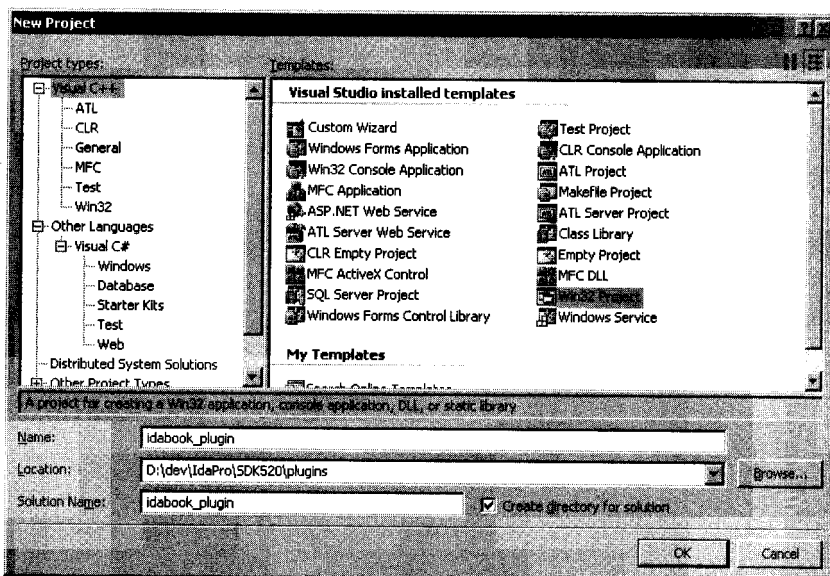 New Project
Project types:
Templates:
Visual C++
ATL
CLR
General
MFC
Test
Win32
Other Languages
Visual C#
Windows
Database
Starter Kits
Test
Web
Distributed System Solutions
Other Project Types
Visual Studio installed templates
Custom Wizard
Windows Forms Application
Win32 Console Application
MFC Application
ASP.NET Web Service
ATL Server Web Service
CLR Empty Project
MFC ActiveX Control
SQL Server Project
Windows Forms Control Library
Test Project
CLR Console Application
ATL Project
Makefile Project
ATL Server Project
Class Library
Empty Project
MFC DLL
Win32 Project
Windows Service
My Templates
Search Online Templates
A project for creating a Win32 application, console application, DLL, or static library
Name:
idabook_plugin
Location:
D:\dev\IdaPro\SDK520\plugins
Browse...
Solution Name:
idabook_plugin
Create directory for solution
OK
Cancel